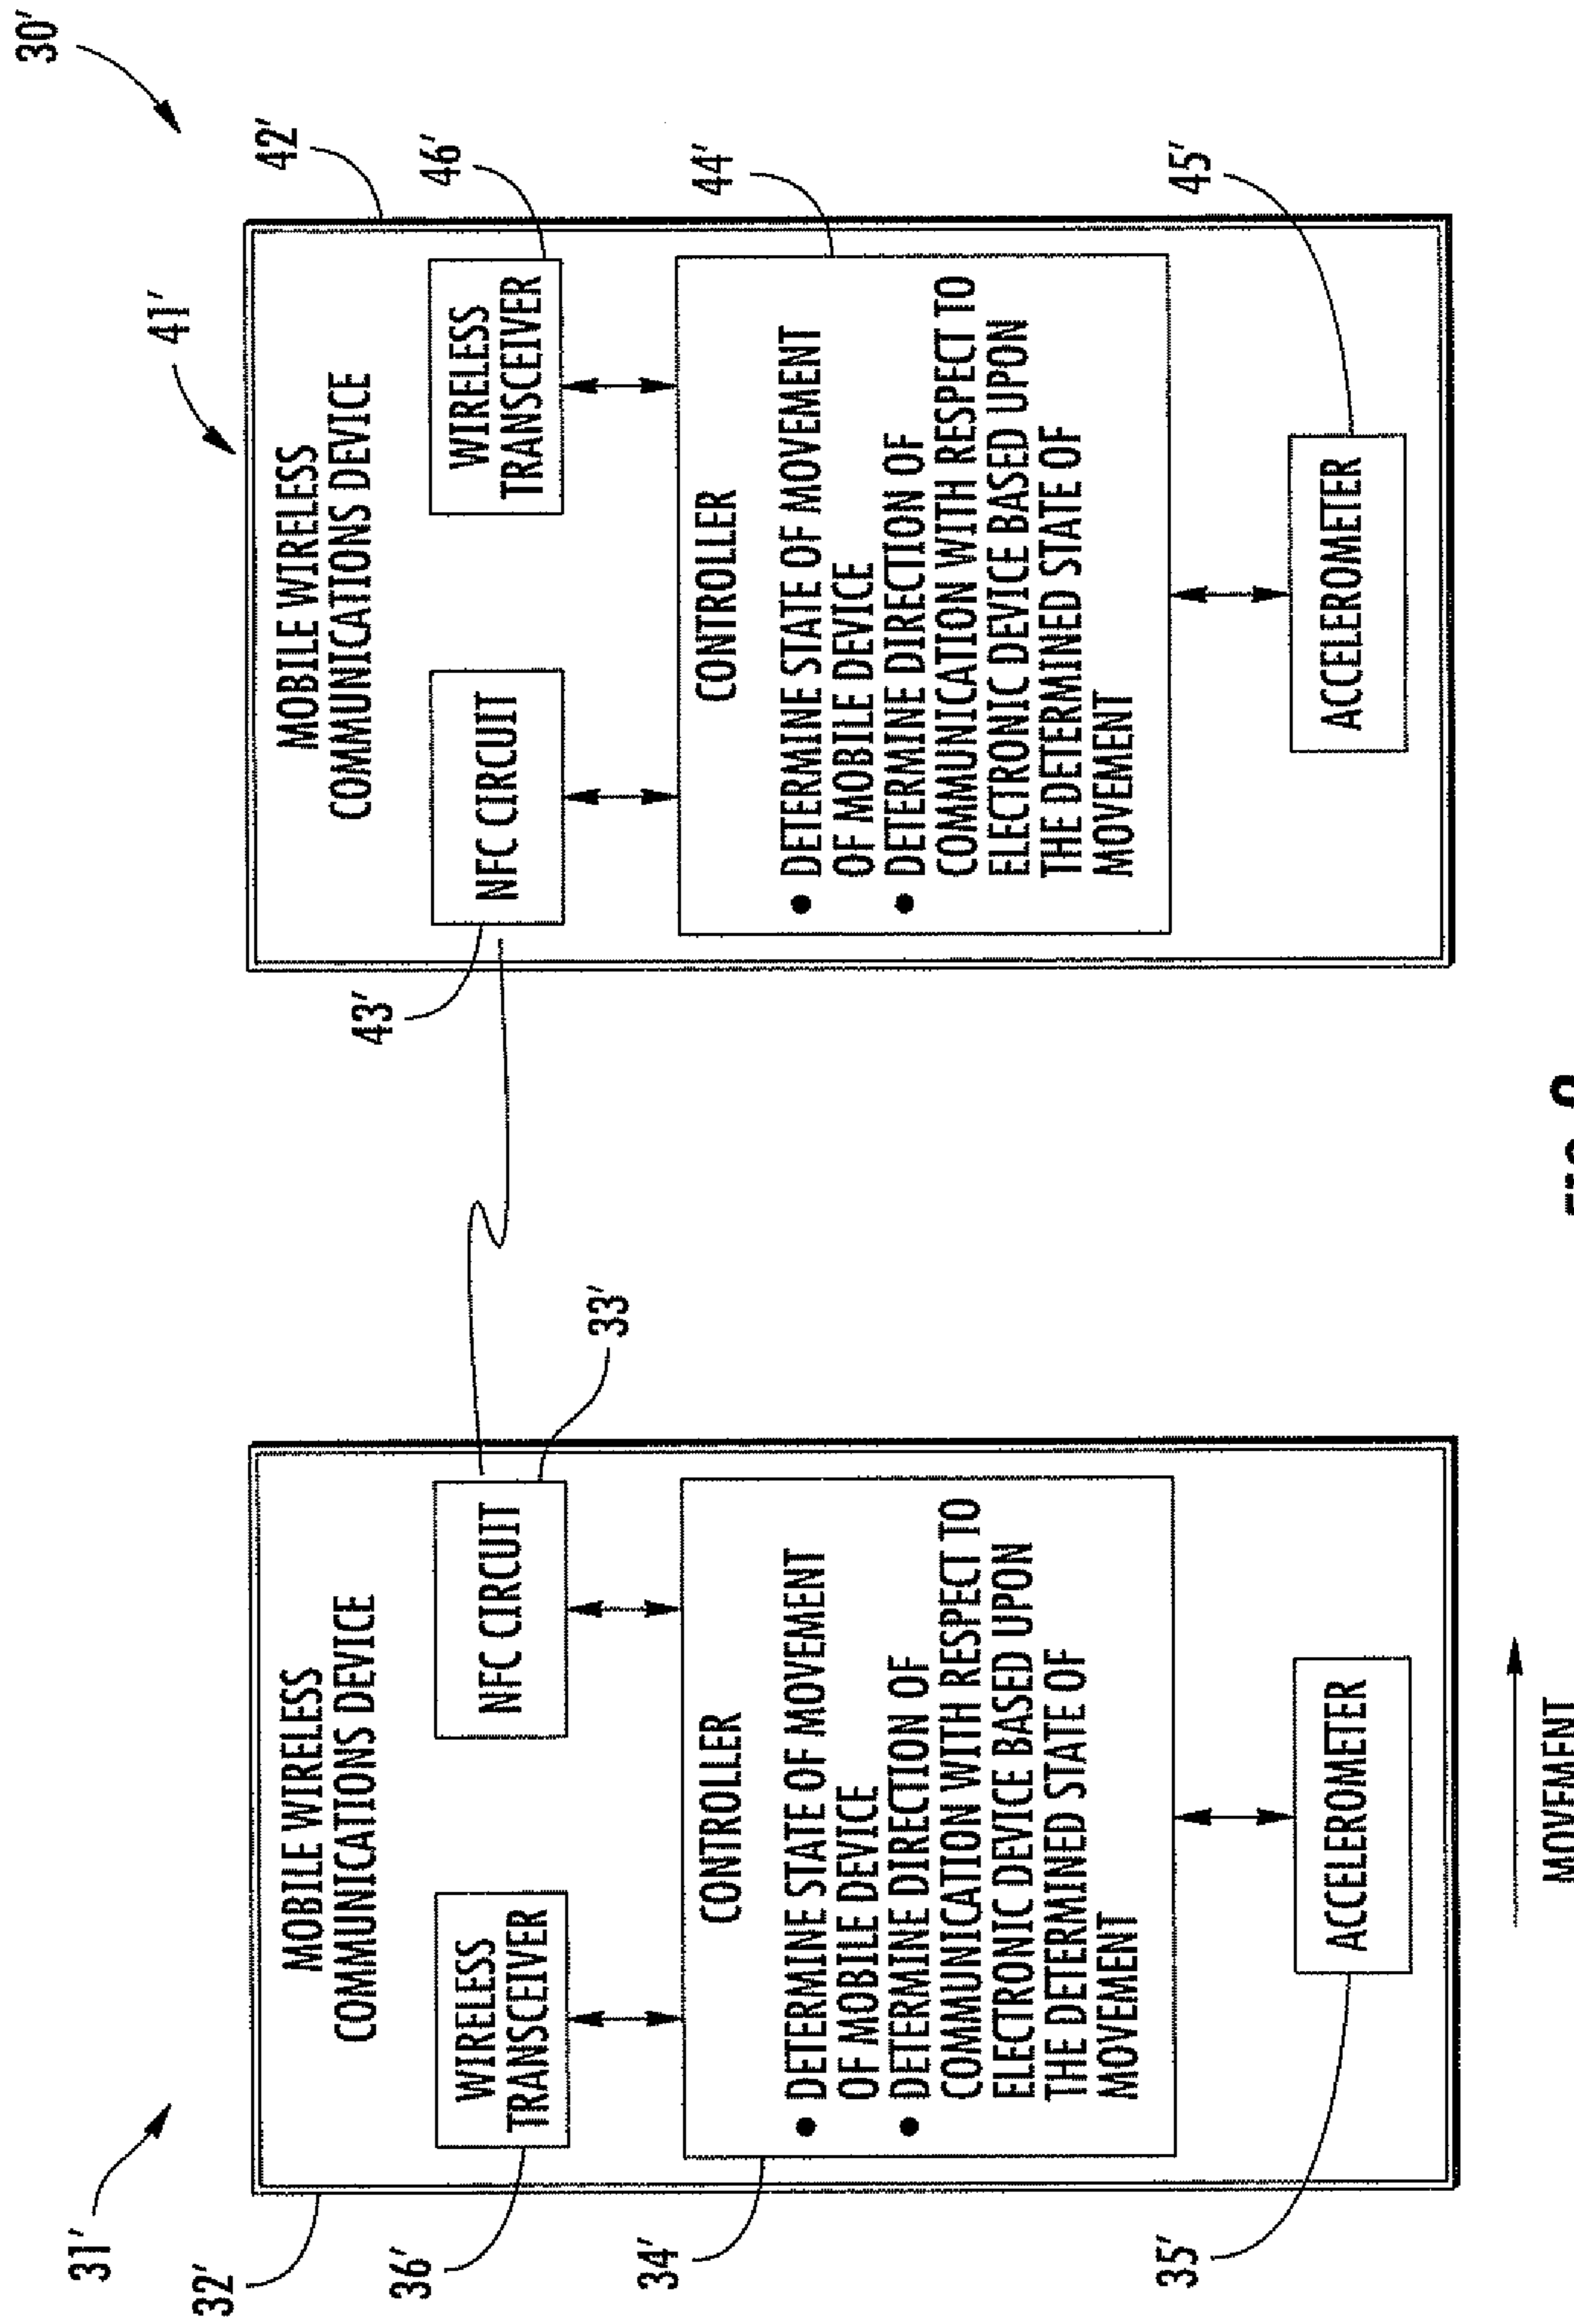 30'
31'
32'
MOBILE WIRELESS
COMMUNICATIONS DEVICE
36'
WIRELESS
TRANSCEIVER
NFC CIRCUIT
33'
34'
CONTROLLER
● DETERMINE STATE OF MOVEMENT
OF MOBILE DEVICE
● DETERMINE DIRECTION OF
COMMUNICATION WITH RESPECT TO
ELECTRONIC DEVICE BASED UPON
THE DETERMINED STATE OF
MOVEMENT
35'
ACCELEROMETER
MOVEMENT
41'
42'
MOBILE WIRELESS
COMMUNICATIONS DEVICE
43'
NFC CIRCUIT
WIRELESS
TRANSCEIVER
46'
CONTROLLER
44'
● DETERMINE STATE OF MOVEMENT
OF MOBILE DEVICE
● DETERMINE DIRECTION OF
COMMUNICATION WITH RESPECT TO
ELECTRONIC DEVICE BASED UPON
THE DETERMINED STATE OF
MOVEMENT
ACCELEROMETER
45'